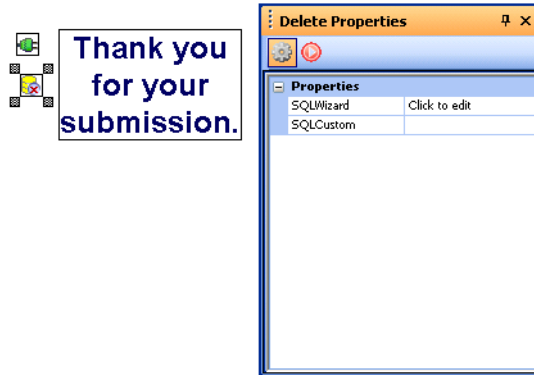 Thank you
for your
submission.
Delete Properties
Properties
SQLWizard Click to edit
SQLCustom